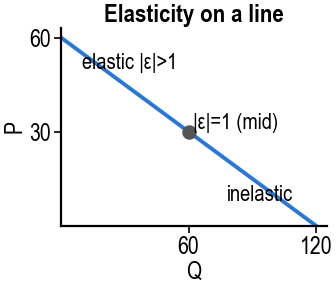 Elasticity on a line
60
elastic |ε|>1
P
30
|ε|=1 (mid)
inelastic
60
120
Q